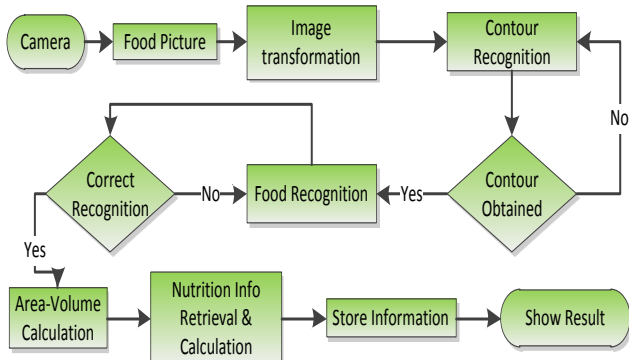 Camera
Food Picture
Image
transformation
Contour
Recognition
No
Contour
Obtained
Yes
Food Recognition
No
Correct
Recognition
Yes
Area-Volume
Calculation
Nutrition Info
Retrieval &
Calculation
Store Information
Show Result